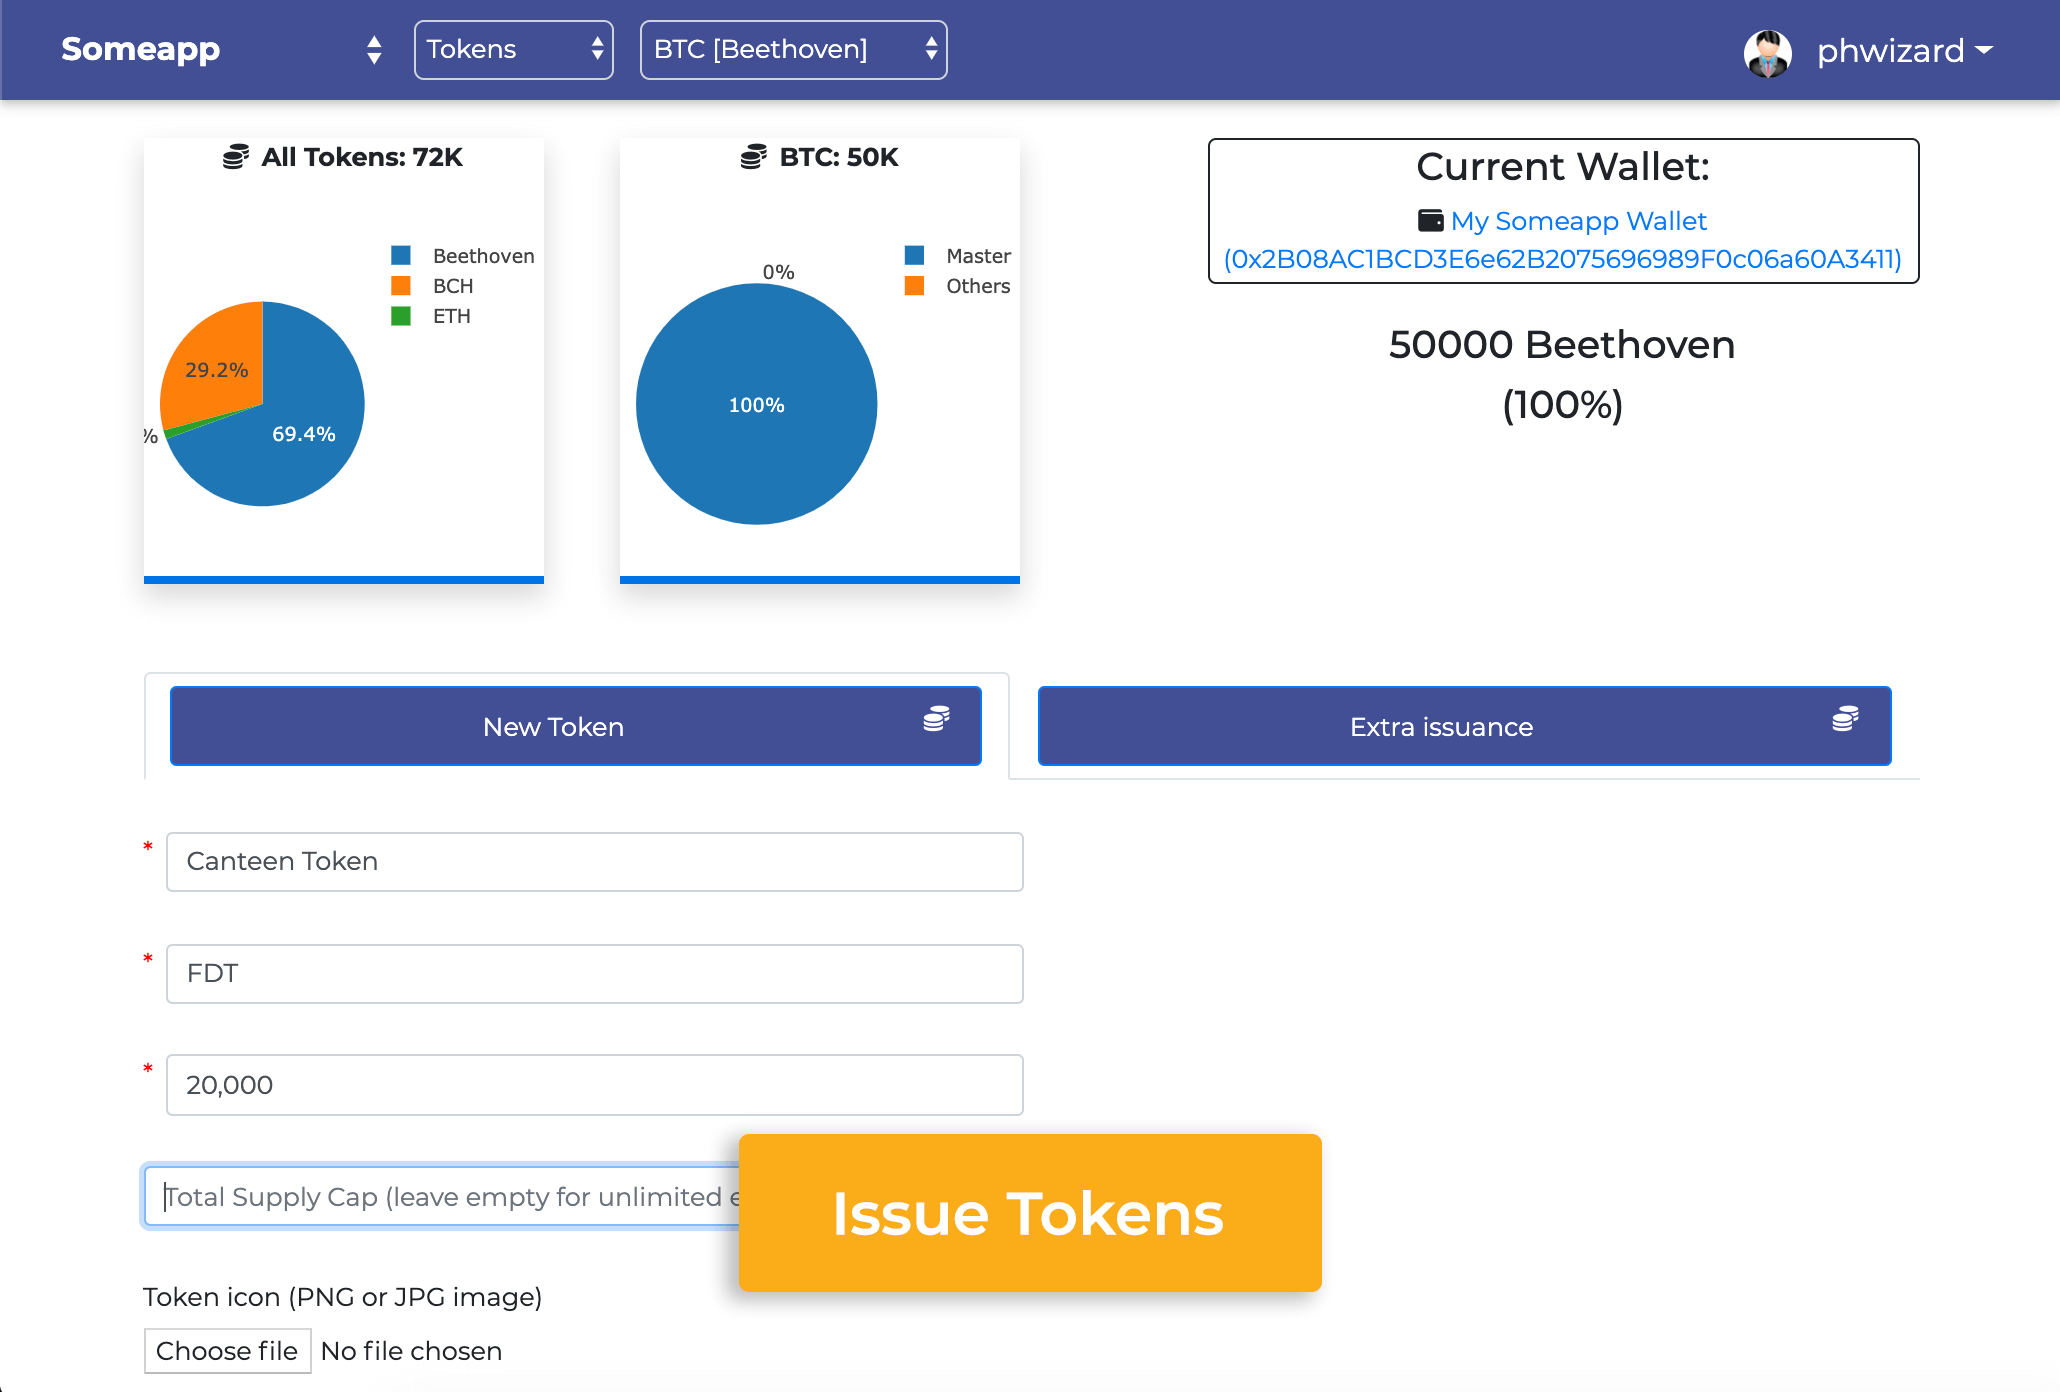 Someapp
Tokens
BTC [Beethoven]
phwizard
All Tokens: 72K
Beethoven
BCH
ETH
29.2%
69.4%
%
BTC: 50K
Master
Others
0%
100%
Current Wallet:
My Someapp Wallet
(0x2B08AC1BCD3E6e62B2075696989F0c06a60A3411)
50000 Beethoven
(100%)
New Token
Extra issuance
* Canteen Token
* FDT
* 20,000
Total Supply Cap (leave empty for unlimited
Issue Tokens
Token icon (PNG or JPG image)
Choose file No file chosen